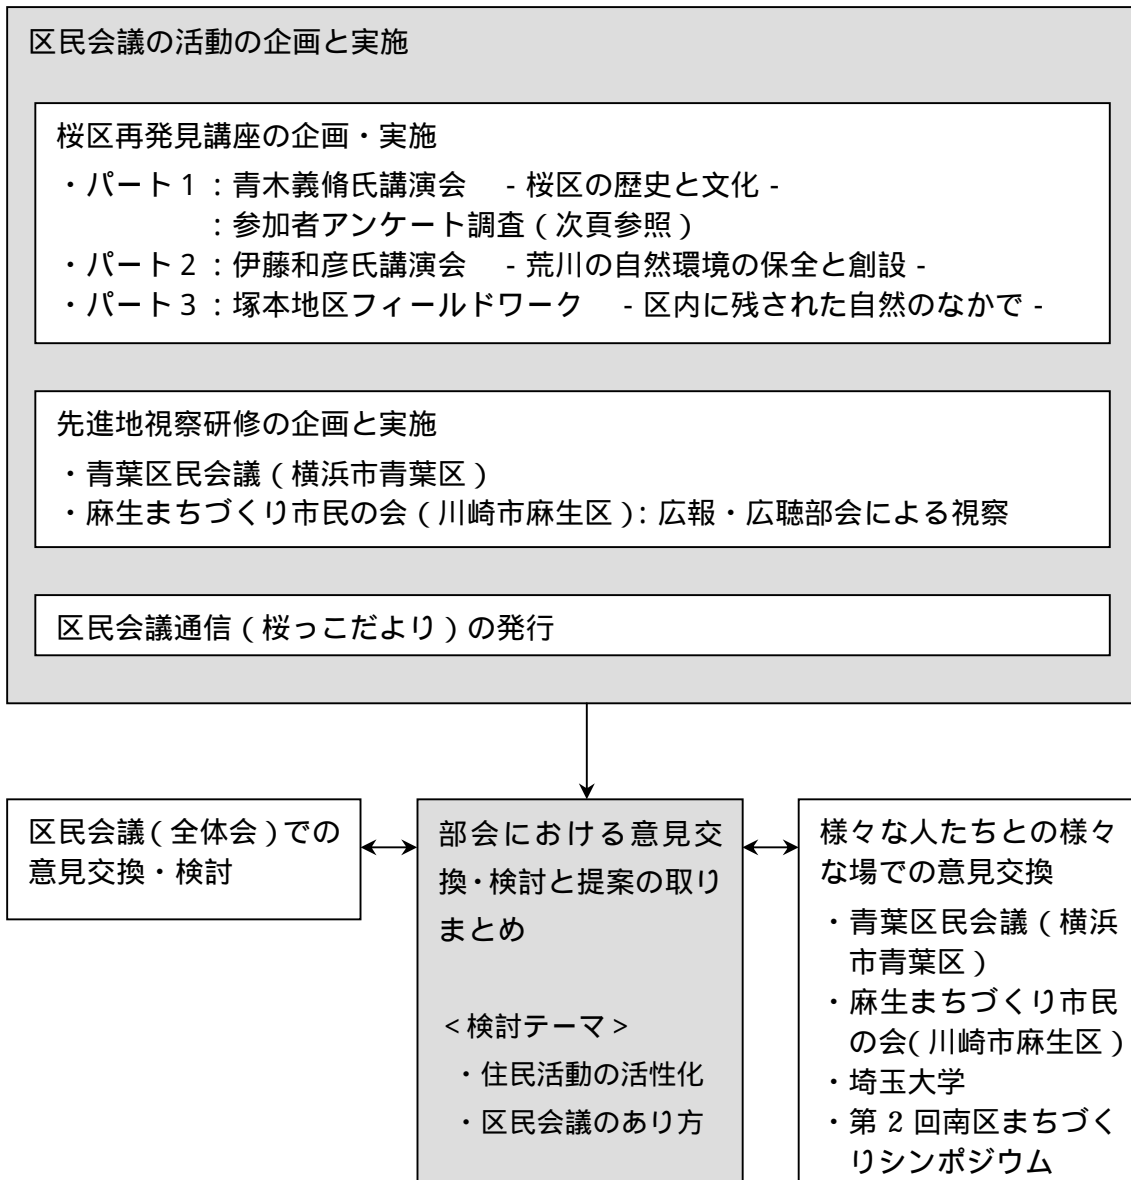 区民会議の活動の企画と実施
桜区再発見講座の企画・実施
・パート１：青木義脩氏講演会　- 桜区の歴史と文化 -
：参加者アンケート調査（次頁参照）
・パート２：伊藤和彦氏講演会　- 荒川の自然環境の保全と創設 -
・パート３：塚本地区フィールドワーク　- 区内に残された自然のなかで -
先進地視察研修の企画と実施
・青葉区民会議（横浜市青葉区）
・麻生まちづくり市民の会（川崎市麻生区）：広報・広聴部会による視察
区民会議通信（桜っこだより）の発行
区民会議（全体会）での
意見交換・検討
部会における意見交
換・検討と提案の取り
まとめ
＜検討テーマ＞
・住民活動の活性化
・区民会議のあり方
様々な人たちとの様々
な場での意見交換
・青葉区民会議（横浜
市青葉区）
・麻生まちづくり市民
の会（川崎市麻生区）
・埼玉大学
・第２回南区まちづく
りシンポジウム